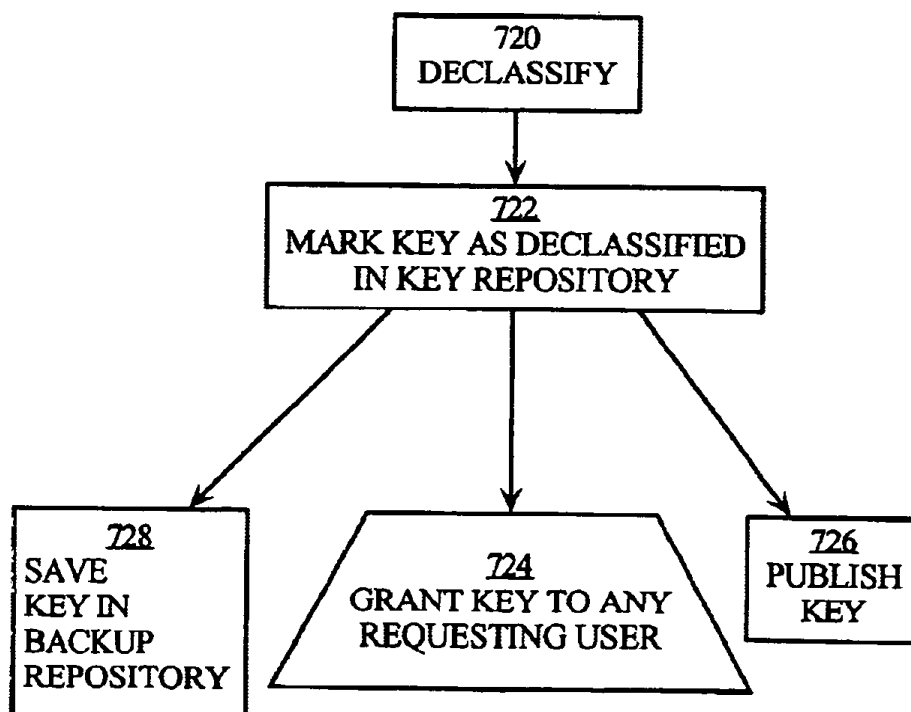 720
DECLASSIFY
722
MARK KEY AS DECLASSIFIED
IN KEY REPOSITORY
728
SAVE
KEY IN
BACKUP
REPOSITORY
724
GRANT KEY TO ANY
REQUESTING USER
726
PUBLISH
KEY